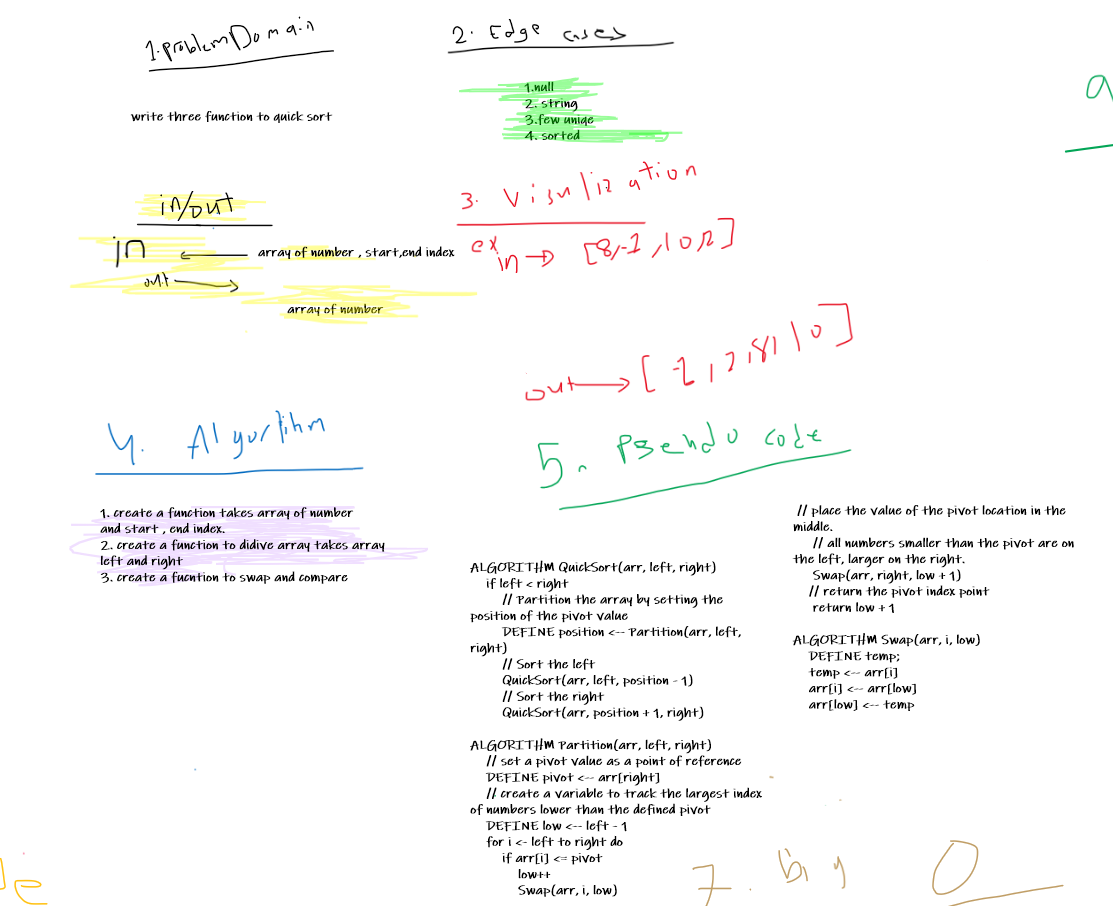 1. problem Domain
write three function to quick sort
in/out
in ← array of number , start,end index
out →
array of number
2. Edge cases
1.null
2. string
3.few uniqe
4. sorted
3. Visulization
ex
in → [8,-1,10,2]
out → [-1,2,8,10]
4. Algorithm
1. create a function takes array of number
and start , end index.
2. create a function to didive array takes array
left and right
3. create a fucntion to swap and compare
5. Psendo code
ALGORITHM QuickSort(arr, left, right)
if left < right
// Partition the array by setting the
position of the pivot value
DEFINE position <-- Partition(arr, left,
right)
// Sort the left
QuickSort(arr, left, position - 1)
// Sort the right
QuickSort(arr, position + 1, right)
ALGORITHM Partition(arr, left, right)
// set a pivot value as a point of reference
DEFINE pivot <-- arr[right]
// create a variable to track the largest index
of numbers lower than the defined pivot
DEFINE low <-- left - 1
for i <- left to right do
if arr[i] <= pivot
low++
Swap(arr, i, low)
// place the value of the pivot location in the
middle.
// all numbers smaller than the pivot are on
the left, larger on the right.
Swap(arr, right, low + 1)
// return the pivot index point
return low + 1
ALGORITHM Swap(arr, i, low)
DEFINE temp;
temp <-- arr[i]
arr[i] <-- arr[low]
arr[low] <-- temp
7. big O